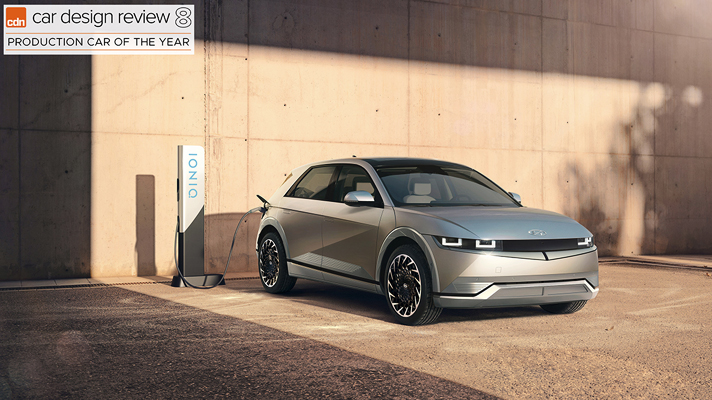 cdn car design review 8
PRODUCTION CAR OF THE YEAR
IONIQ